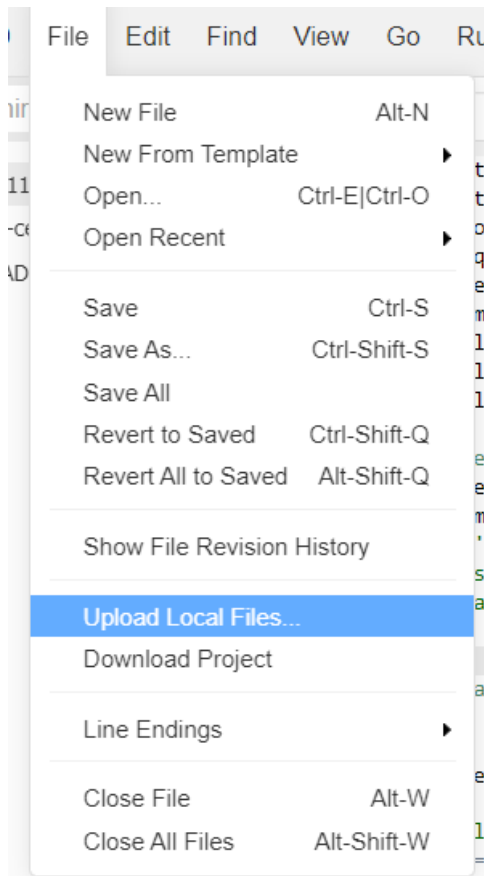 File Edit Find View Go Ru
New File Alt-N
New From Template
Open... Ctrl-E|Ctrl-O
Open Recent
Save Ctrl-S
Save As... Ctrl-Shift-S
Save All
Revert to Saved Ctrl-Shift-Q
Revert All to Saved Alt-Shift-Q
Show File Revision History
Upload Local Files...
Download Project
Line Endings
Close File Alt-W
Close All Files Alt-Shift-W